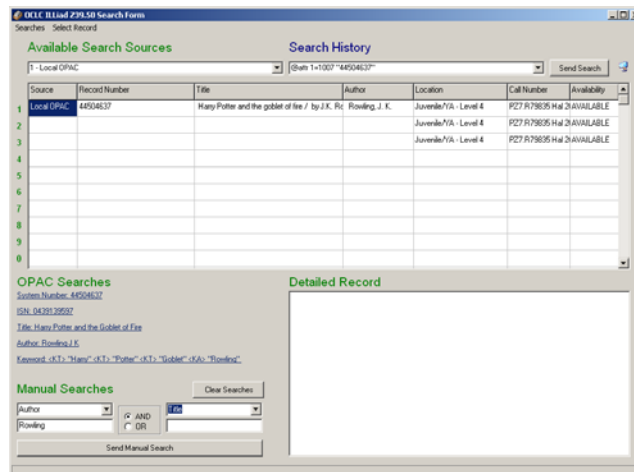 OCLC ILLiad Z39.50 Search Form
Searches Select Record
Available Search Sources Search History
1 - Local OPAC @attr 1=1007 "44504637" Send Search
Source Record Number Title Author Location Call Number Availability
1 Local OPAC 44504637 Harry Potter and the goblet of fire / by J.K. Ro Rowling, J. K. Juvenile/YA - Level 4 PZ7.R79835 Hal 2 AVAILABLE
2 Juvenile/YA - Level 4 PZ7.R79835 Hal 2 AVAILABLE
3 Juvenile/YA - Level 4 PZ7.R79835 Hal 2 AVAILABLE
4
5
6
7
8
9
0
OPAC Searches Detailed Record
System Number: 44504637
ISN: 0439139597
Title: Harry Potter and the Goblet of Fire
Author: Rowling J K
Keyword: <KT> "Harry" <KT> "Potter" <KT> "Goblet" <KA> "Rowling"
Manual Searches Clear Searches
Author AND Title
Rowling OR
Send Manual Search